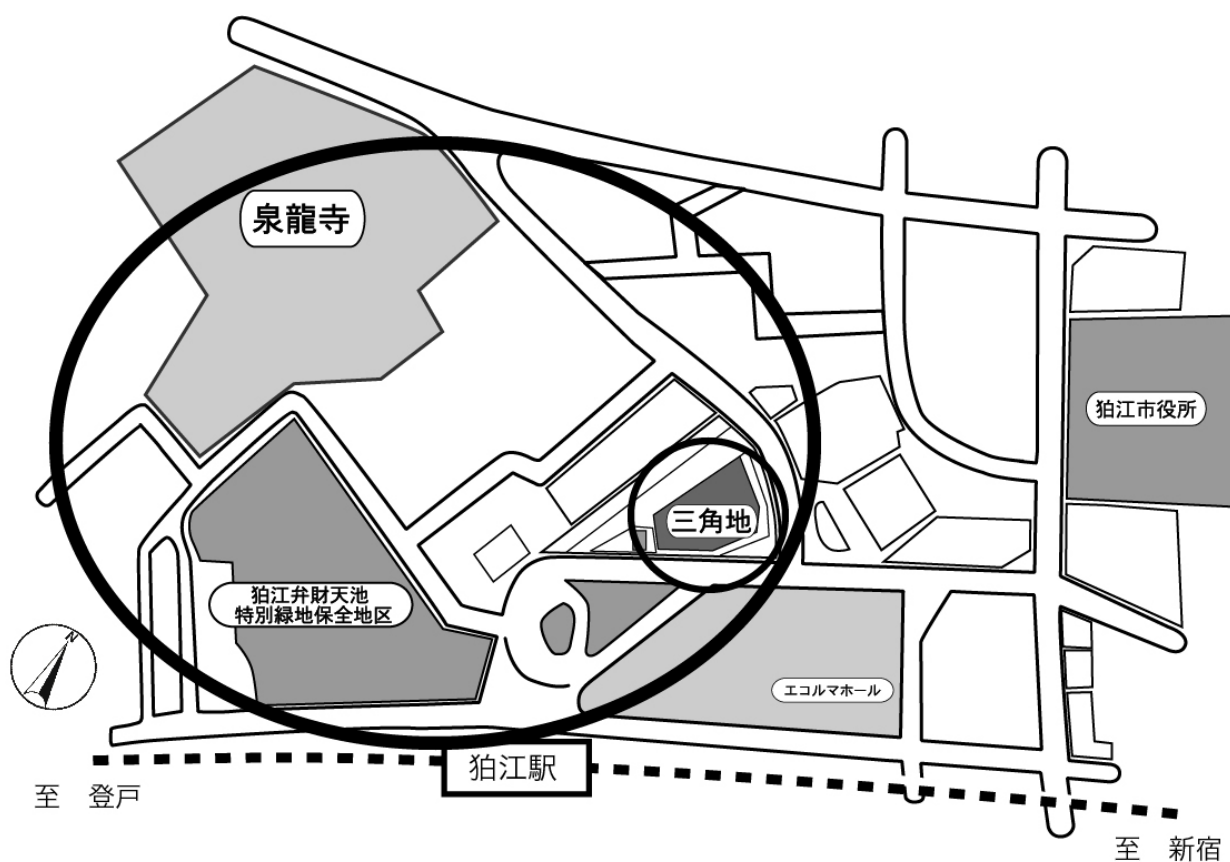 泉龍寺
狛江市役所
三角地
狛江弁財天池
特別緑地保全地区
N
エコルマホール
狛江駅
至　登戸
至　新宿